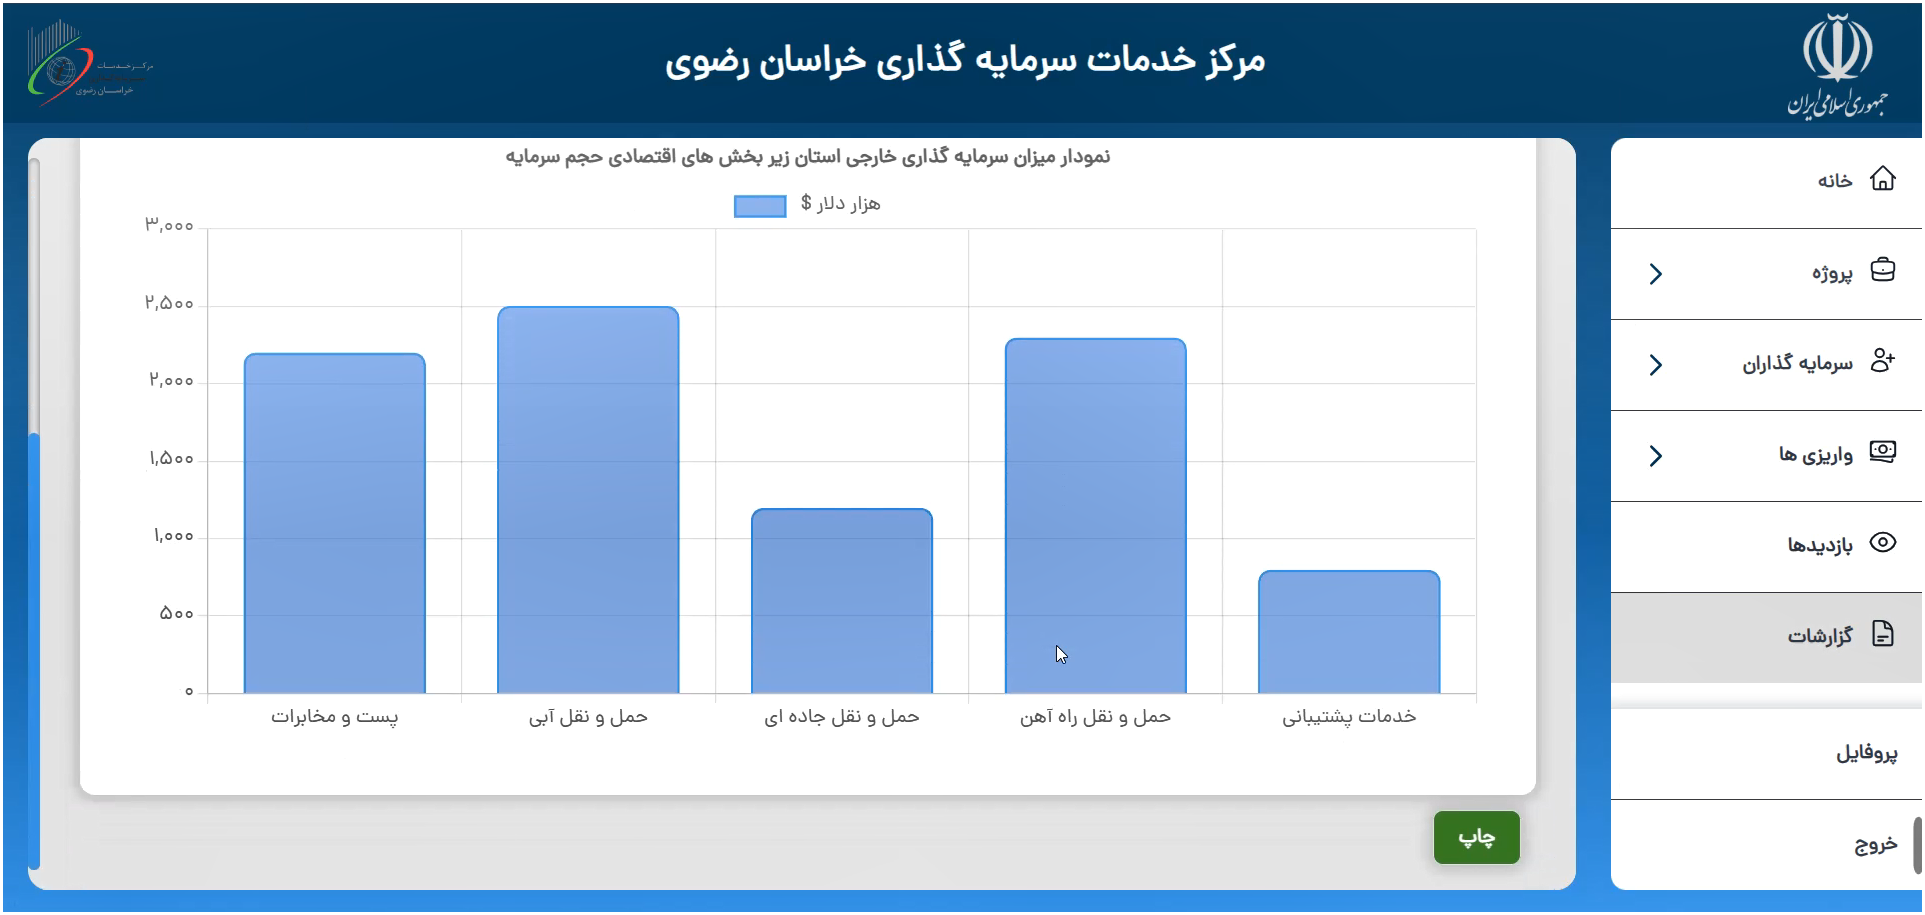 جمهوری اسلامی ایران
مرکز خدمات سرمایه گذاری خراسان رضوی
مرکز خدمات
خراسان رضوی
خانه
پروژه
سرمایه گذاران
واریزی ها
بازدیدها
گزارشات
پروفایل
خروج
نمودار میزان سرمایه گذاری خارجی استان زیر بخش های اقتصادی حجم سرمایه
هزار دلار $
۳,۰۰۰
۲,۵۰۰
۲,۰۰۰
۱,۵۰۰
۱,۰۰۰
۵۰۰
۰
پست و مخابرات
حمل و نقل آبی
حمل و نقل جاده ای
حمل و نقل راه آهن
خدمات پشتیبانی
چاپ